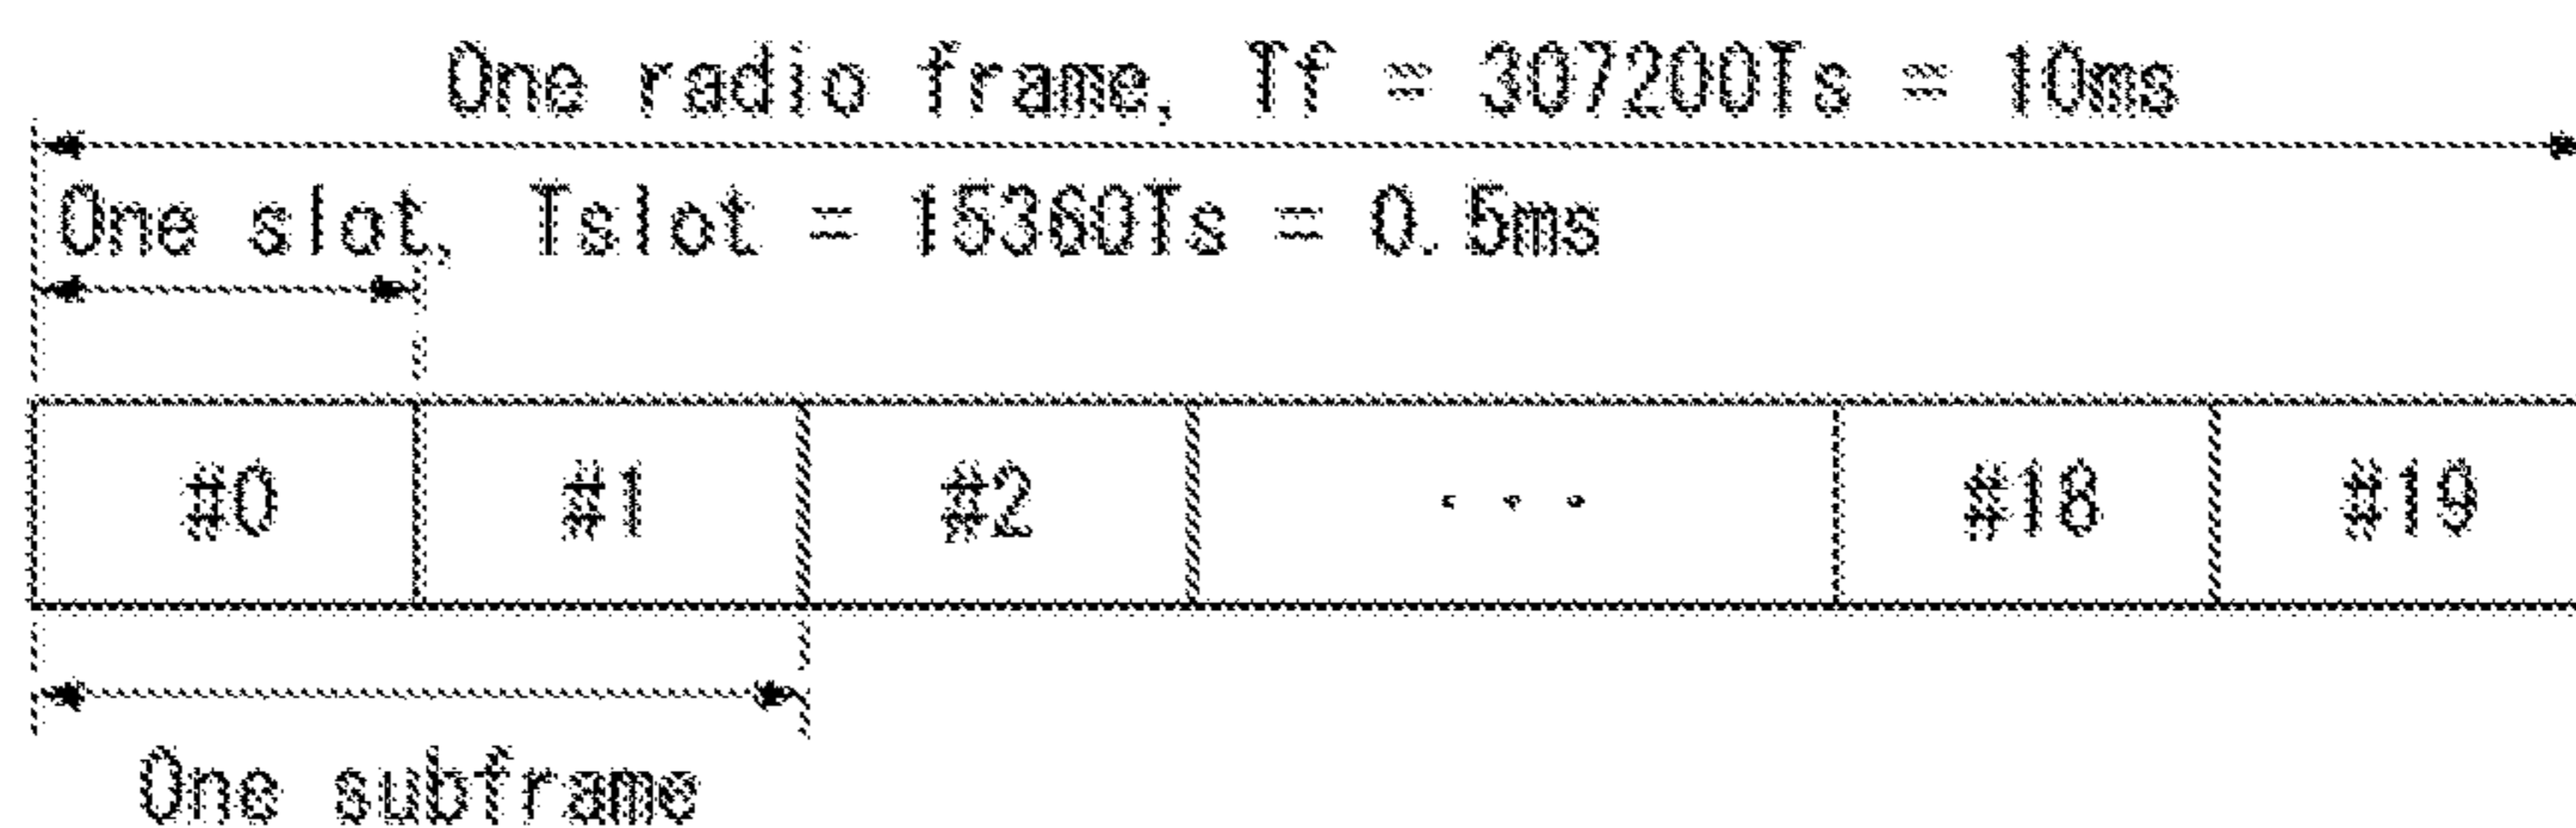 One radio frame, Tf = 307200Ts = 10ms
One slot, Tslot = 15360Ts = 0.5ms
#0 #1 #2 ・・・ #18 #19
One subframe